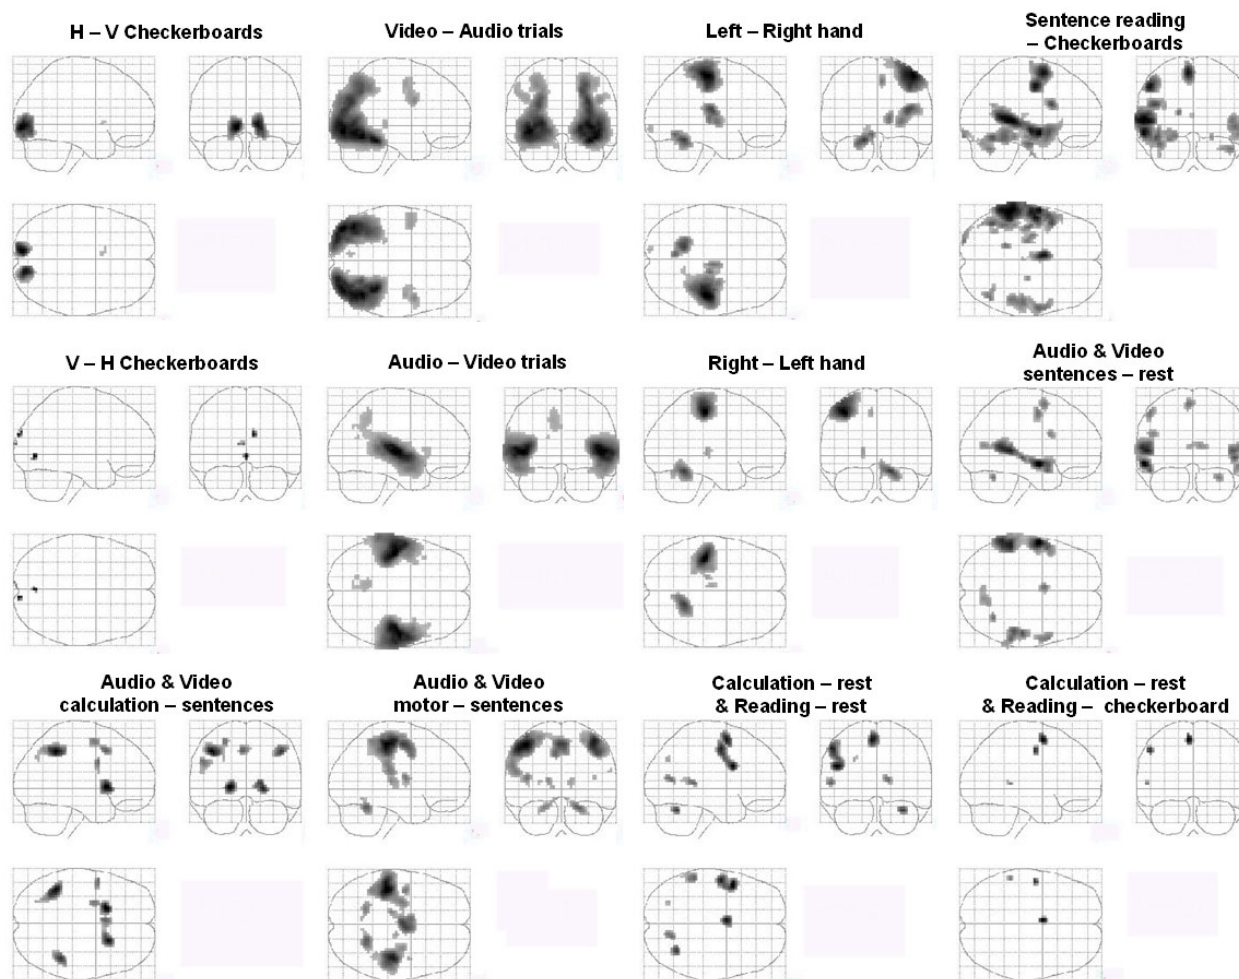 H – V Checkerboards
Video – Audio trials
Left – Right hand
Sentence reading
– Checkerboards
V – H Checkerboards
Audio – Video trials
Right – Left hand
Audio & Video
sentences – rest
Audio & Video
calculation – sentences
Audio & Video
motor – sentences
Calculation – rest
& Reading – rest
Calculation – rest
& Reading – checkerboard